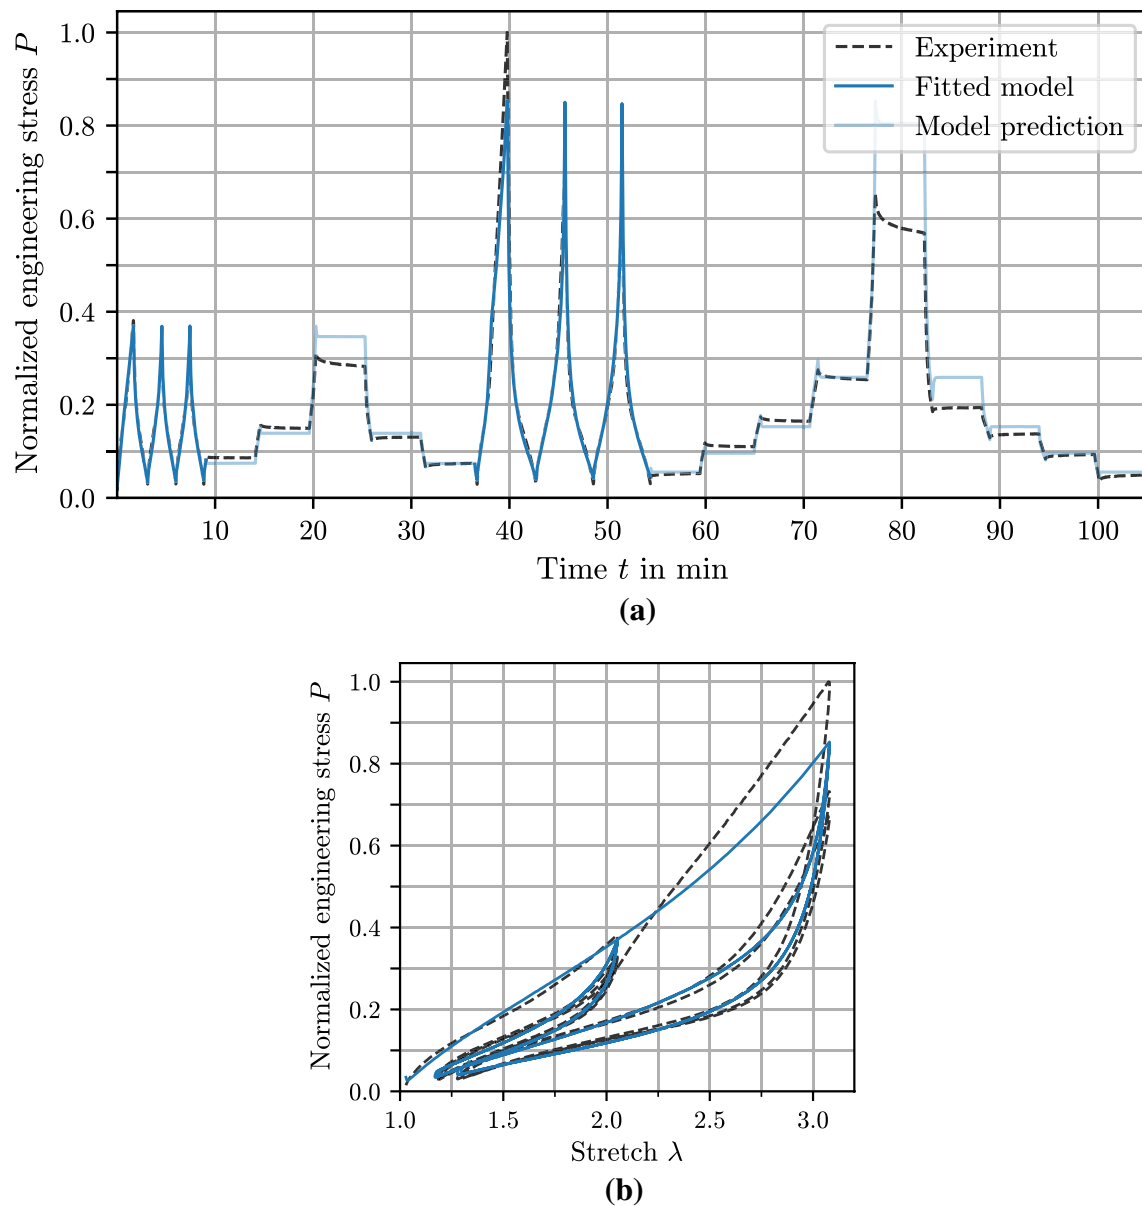 Normalized engineering stress P
1.0
0.8
0.6
0.4
0.2
0.0
Experiment
Fitted model
Model prediction
10 20 30 40 50 60 70 80 90 100
Time t in min
(a)
Normalized engineering stress P
1.0
0.8
0.6
0.4
0.2
0.0
1.0 1.5 2.0 2.5 3.0
Stretch λ
(b)